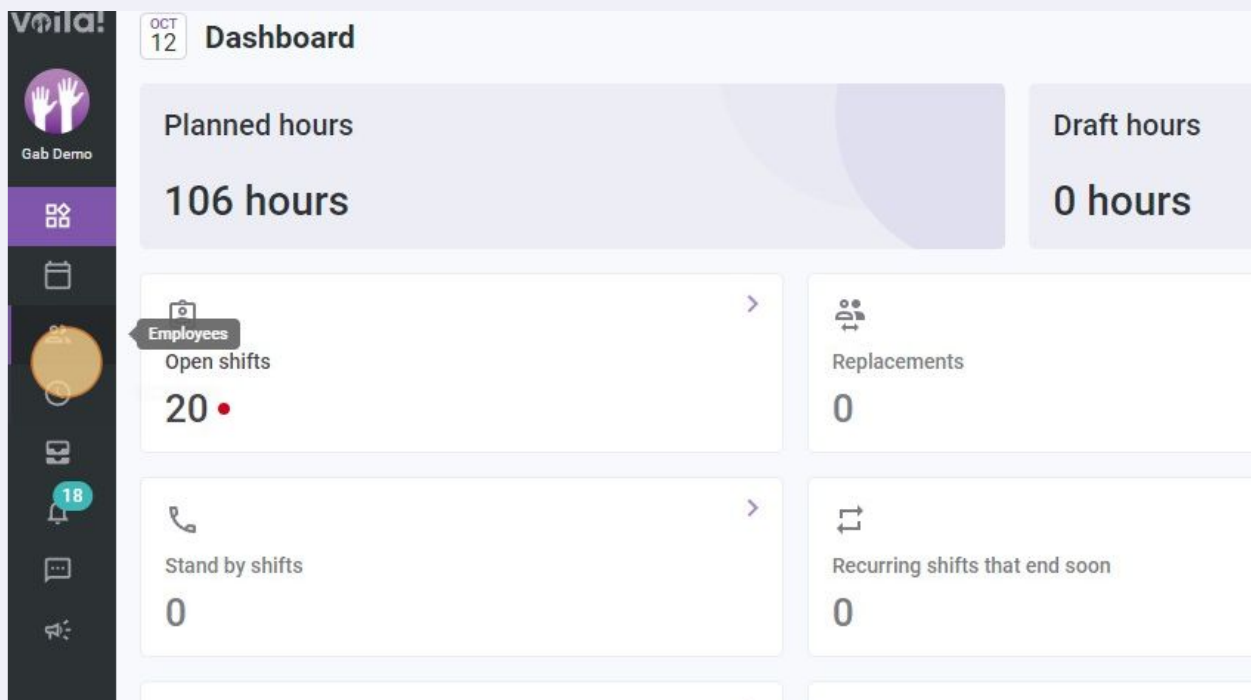 voilà!
OCT
12
Dashboard
Gab Demo
Planned hours
106 hours
Draft hours
0 hours
Employees
Open shifts
20
Replacements
0
18
Stand by shifts
0
Recurring shifts that end soon
0